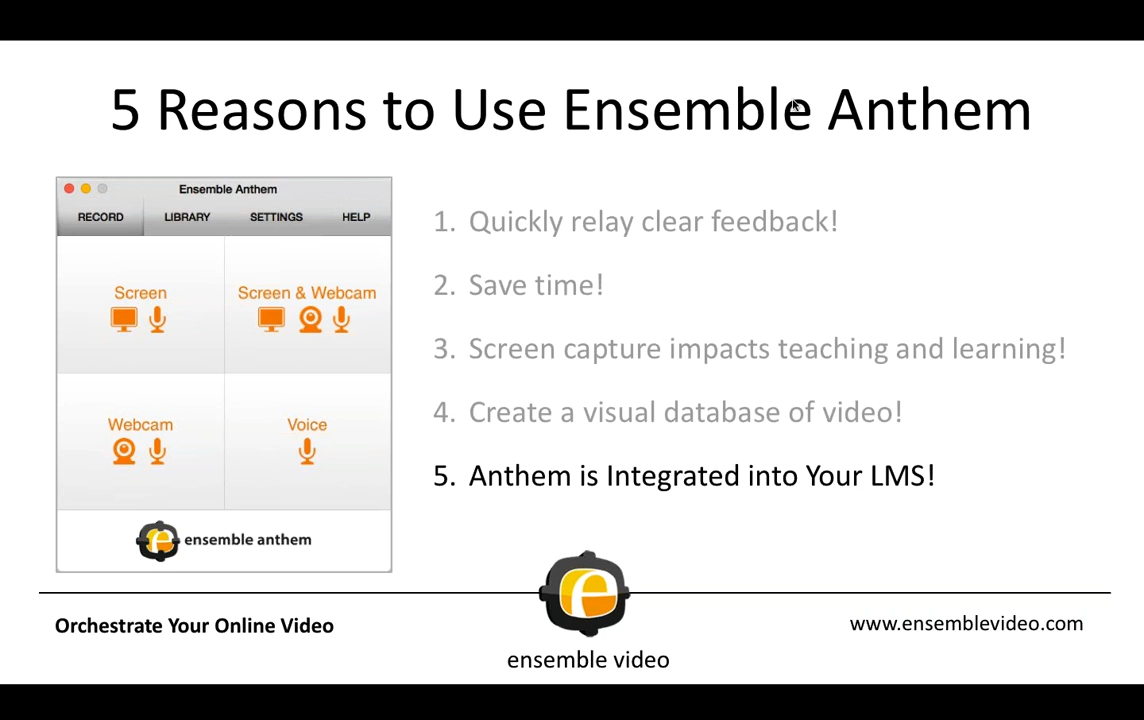 5 Reasons to Use Ensemble Anthem
Ensemble Anthem
RECORD LIBRARY SETTINGS HELP
Screen
Screen & Webcam
Webcam
Voice
ensemble anthem
1. Quickly relay clear feedback!
2. Save time!
3. Screen capture impacts teaching and learning!
4. Create a visual database of video!
5. Anthem is Integrated into Your LMS!
Orchestrate Your Online Video
e
ensemble video
www.ensemblevideo.com